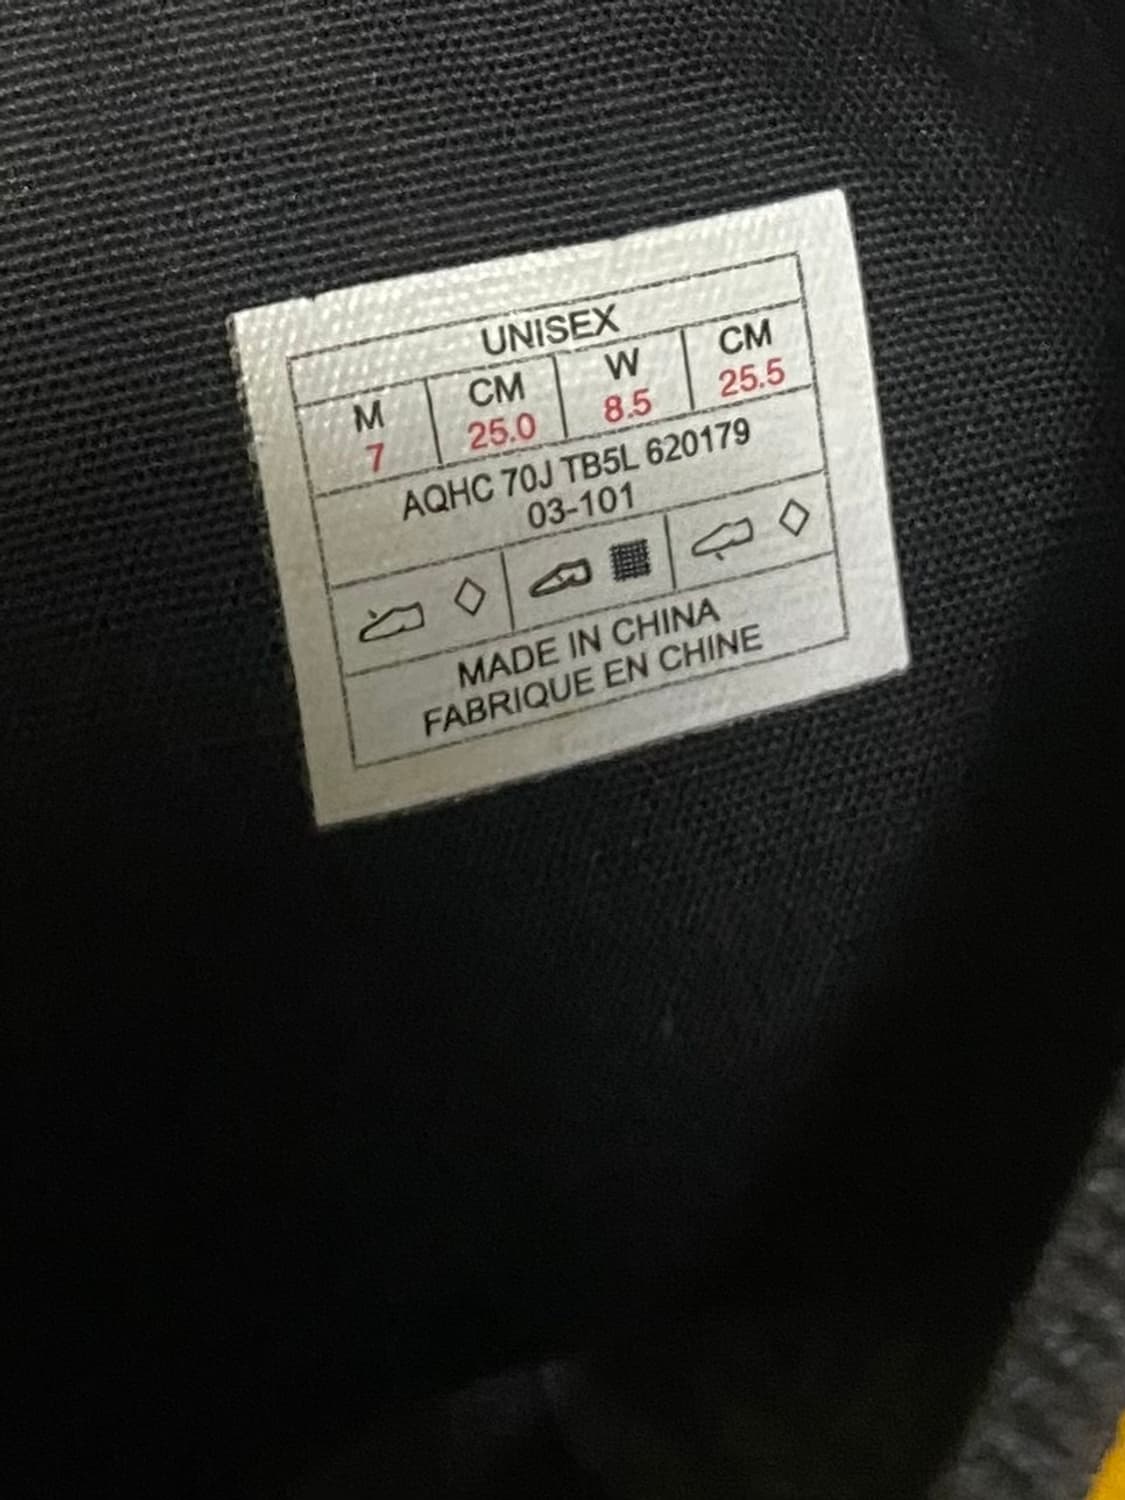 UNISEX
M CM W CM
7 25.0 8.5 25.5
AQHC 70J TB5L 620179
03-101
MADE IN CHINA
FABRIQUE EN CHINE